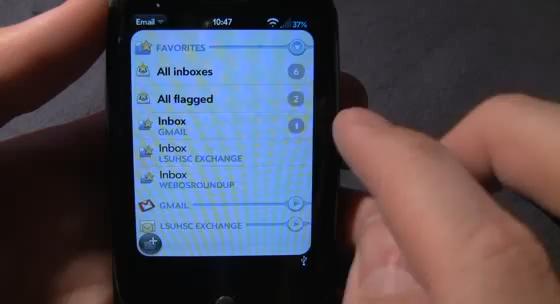 Email 10:47 37%
FAVORITES
All inboxes 6
All flagged 2
Inbox
GMAIL 1
Inbox
LSUHSC EXCHANGE
Inbox
WEBOSROUNDUP
GMAIL
LSUHSC EXCHANGE